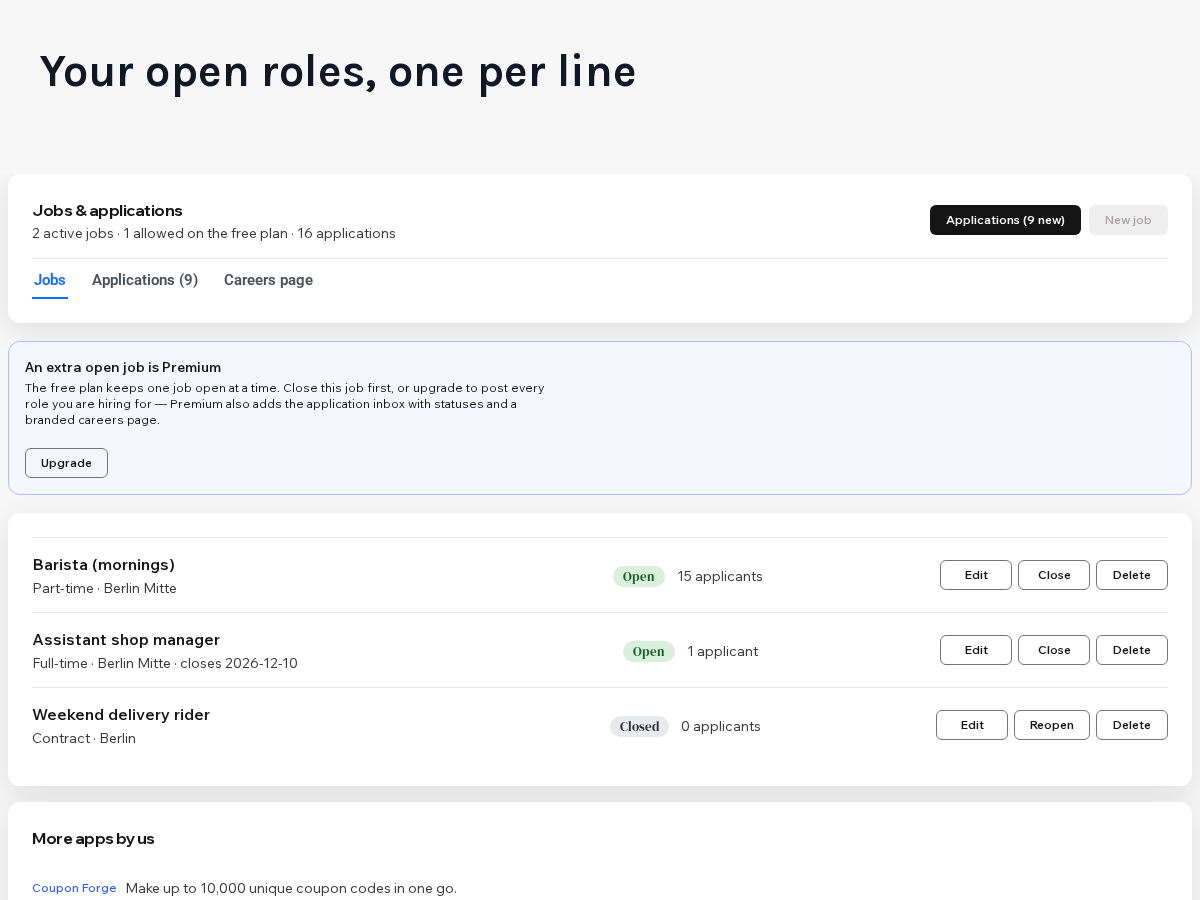 Your open roles, one per line
Jobs & applications
2 active jobs · 1 allowed on the free plan · 16 applications
Applications (9 new)
New job
Jobs
Applications (9)
Careers page
An extra open job is Premium
The free plan keeps one job open at a time. Close this job first, or upgrade to post every
role you are hiring for — Premium also adds the application inbox with statuses and a
branded careers page.
Upgrade
Barista (mornings)
Part-time · Berlin Mitte
Open
15 applicants
Edit
Close
Delete
Assistant shop manager
Full-time · Berlin Mitte · closes 2026-12-10
Open
1 applicant
Edit
Close
Delete
Weekend delivery rider
Contract · Berlin
Closed
0 applicants
Edit
Reopen
Delete
More apps by us
Coupon Forge Make up to 10,000 unique coupon codes in one go.